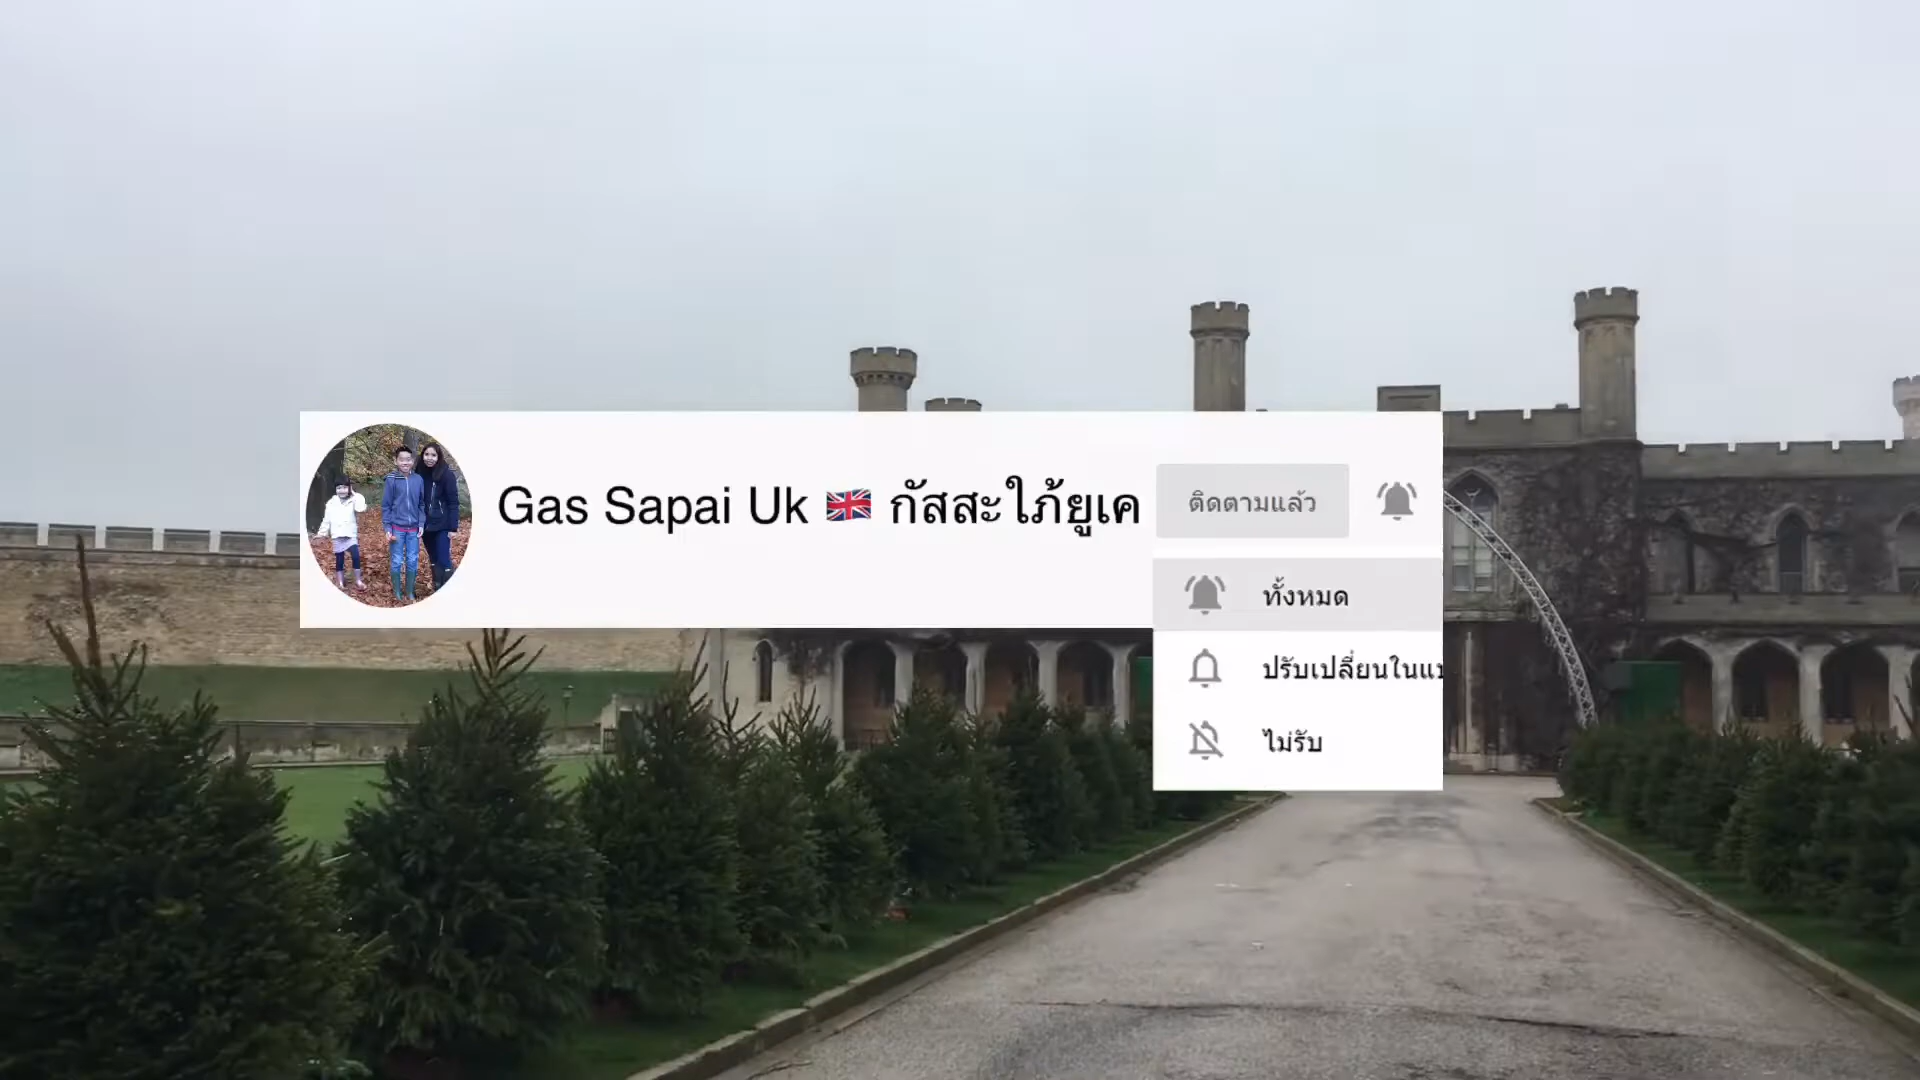 Gas Sapai Uk 🇬🇧 กัสสะใภ้ยูเค
ติดตามแล้ว
ทั้งหมด
ปรับเปลี่ยนในแบ
ไม่รับ